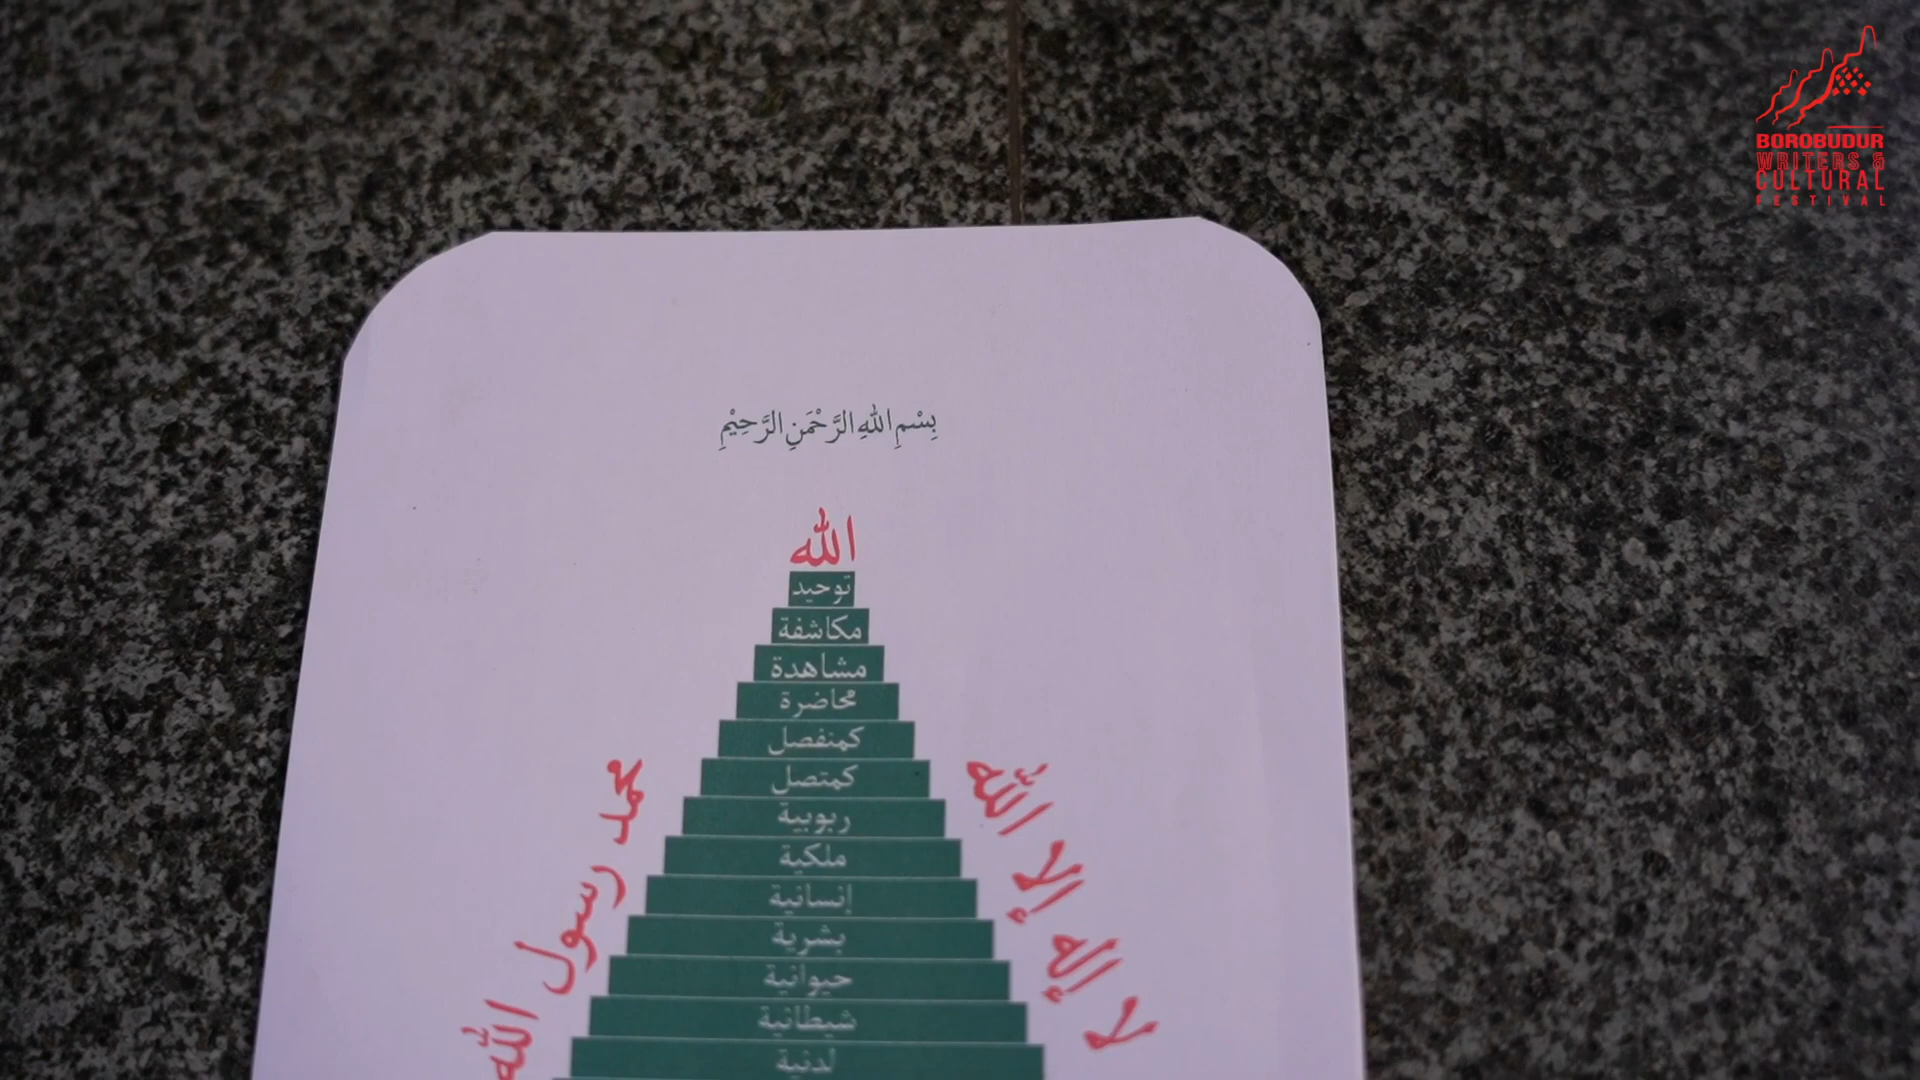 BOROBUDUR
WRITERS &
CULTURAL
FESTIVAL
بِسْمِ اللهِ الرَّحْمَنِ الرَّحِيْمِ
الله
توحيد
مكاشفة
مشاهدة
محاضرة
كمنفصل
كمتصل
ربوبية
ملكية
إنسانية
بشرية
حيوانية
شيطانية
لدنية
لا إله إلا الله
محمد رسول الله